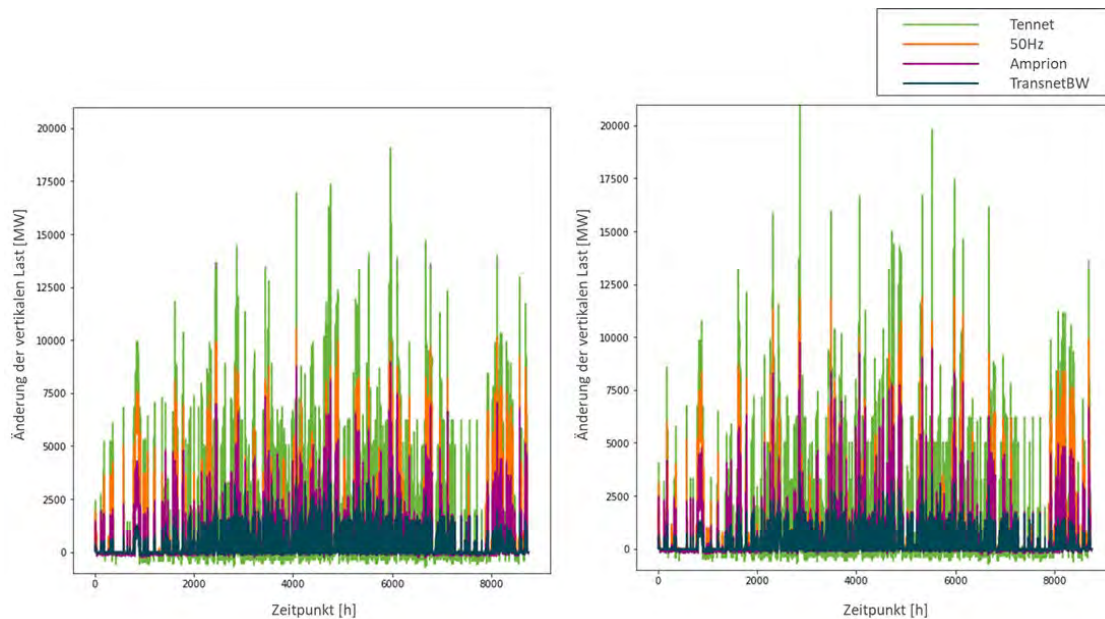 Tennet
50Hz
Amprion
TransnetBW
Änderung der vertikalen Last [MW]
20000
17500
15000
12500
10000
7500
5000
2500
0
0 2000 4000 6000 8000
Zeitpunkt [h]
Änderung der vertikalen Last [MW]
20000
17500
15000
12500
10000
7500
5000
2500
0
0 2000 4000 6000 8000
Zeitpunkt [h]